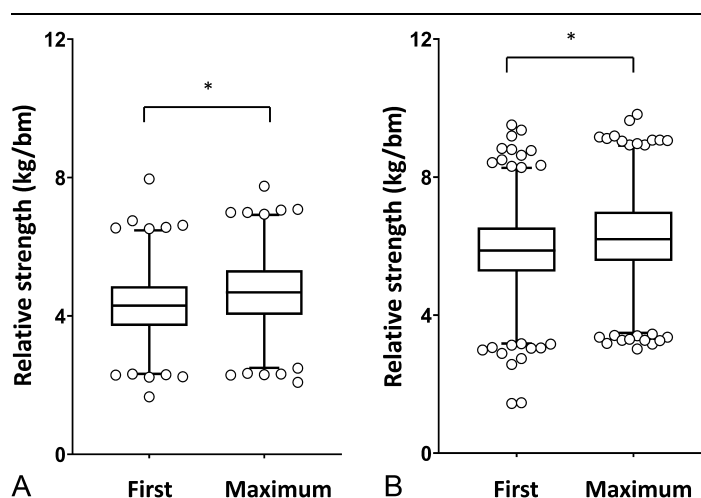 12
*
8
4
0
Relative strength (kg/bm)
First Maximum
A
12
*
8
4
0
Relative strength (kg/bm)
First Maximum
B